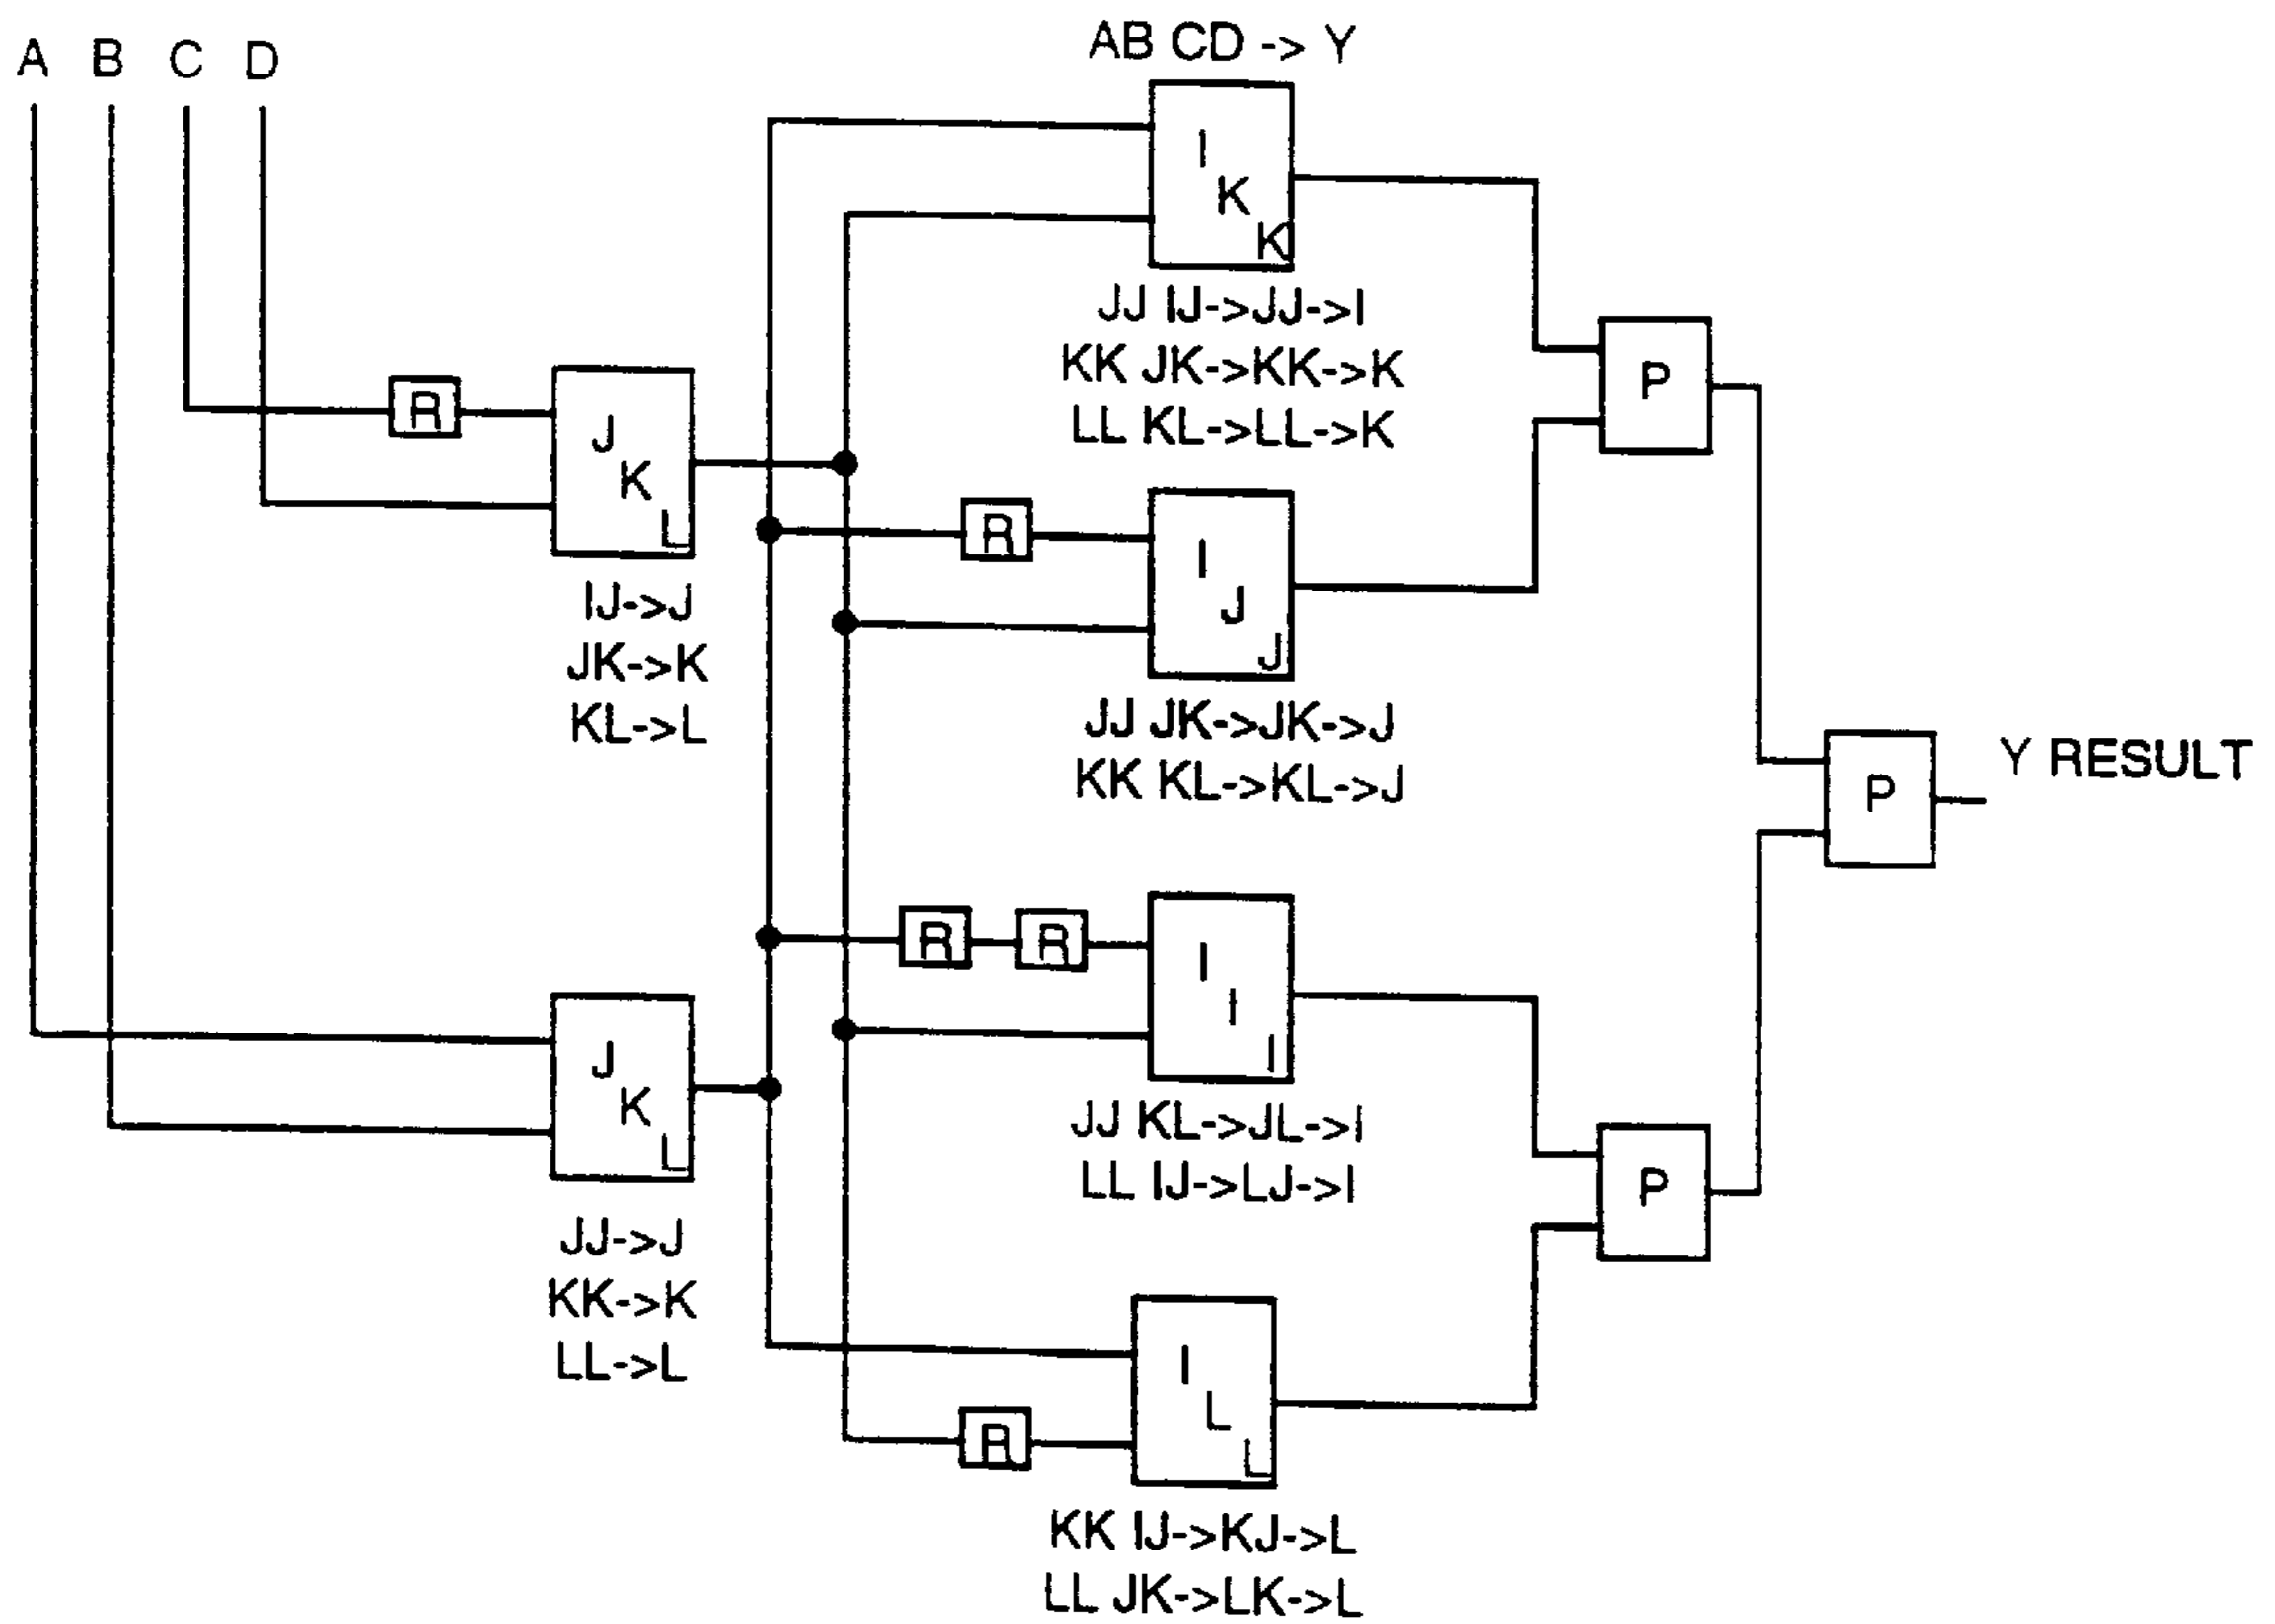 A B C D
AB CD -> Y
I
K
K
JJ IJ->JJ->I
KK JK->KK->K
LL KL->LL->K
P
R
J
K
L
IJ->J
JK->K
KL->L
R
I
J
J
JJ JK->JK->J
KK KL->KL->J
P
Y RESULT
R R
I
I
I
JJ KL->JL->I
LL IJ->LJ->I
J
K
L
JJ->J
KK->K
LL->L
P
I
L
L
R
KK IJ->KJ->L
LL JK->LK->L